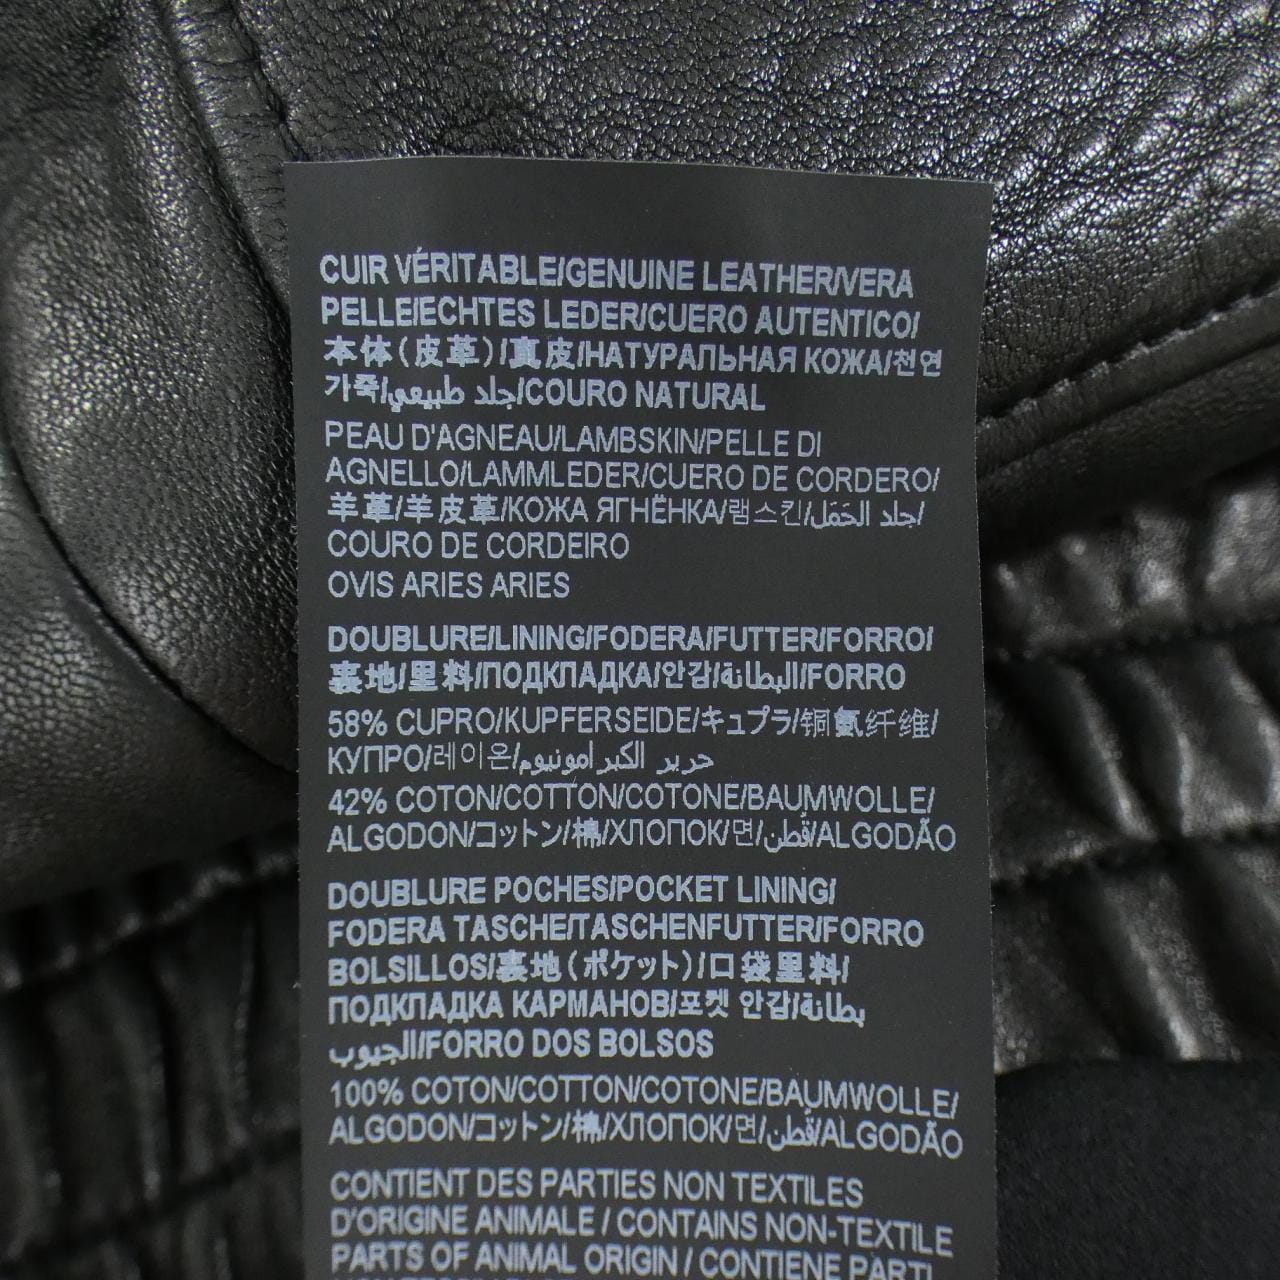 CUIR VÉRITABLE/GENUINE LEATHER/VERA
PELLE/ECHTES LEDER/CUERO AUTENTICO/
本体（皮革）/真皮/НАТУРАЛЬНАЯ КОЖА/천연
가죽/جلد طبيعي/COURO NATURAL
PEAU D'AGNEAU/LAMBSKIN/PELLE DI
AGNELLO/LAMMLEDER/CUERO DE CORDERO/
羊革/羊皮革/КОЖА ЯГНЁНКА/램스킨/جلد الحَمَل/
COURO DE CORDEIRO
OVIS ARIES ARIES
DOUBLURE/LINING/FODERA/FUTTER/FORRO/
裏地/里料/ПОДКПАДКА/안감/البطانة/FORRO
58% CUPRO/KUPFERSEIDE/キュプラ/铜氨纤维/
КУПРО/레이온/حرير الكبر امونيوم
42% COTON/COTTON/COTONE/BAUMWOLLE/
ALGODON/コットン/棉/ХЛОПОК/면/قُطن/ALGODÃO
DOUBLURE POCHES/POCKET LINING/
FODERA TASCHE/TASCHENFUTTER/FORRO
BOLSILLOS/裏地（ポケット）/口袋里料/
ПОДКПАДКА КАРМАНОВ/포켓 안감/بطانة
الجيوب/FORRO DOS BOLSOS
100% COTON/COTTON/COTONE/BAUMWOLLE/
ALGODON/コットン/棉/ХЛОПОК/면/قُطن/ALGODÃO
CONTIENT DES PARTIES NON TEXTILES
D'ORIGINE ANIMALE / CONTAINS NON-TEXTILE
PARTS OF ANIMAL ORIGIN / CONTIENE PARTI